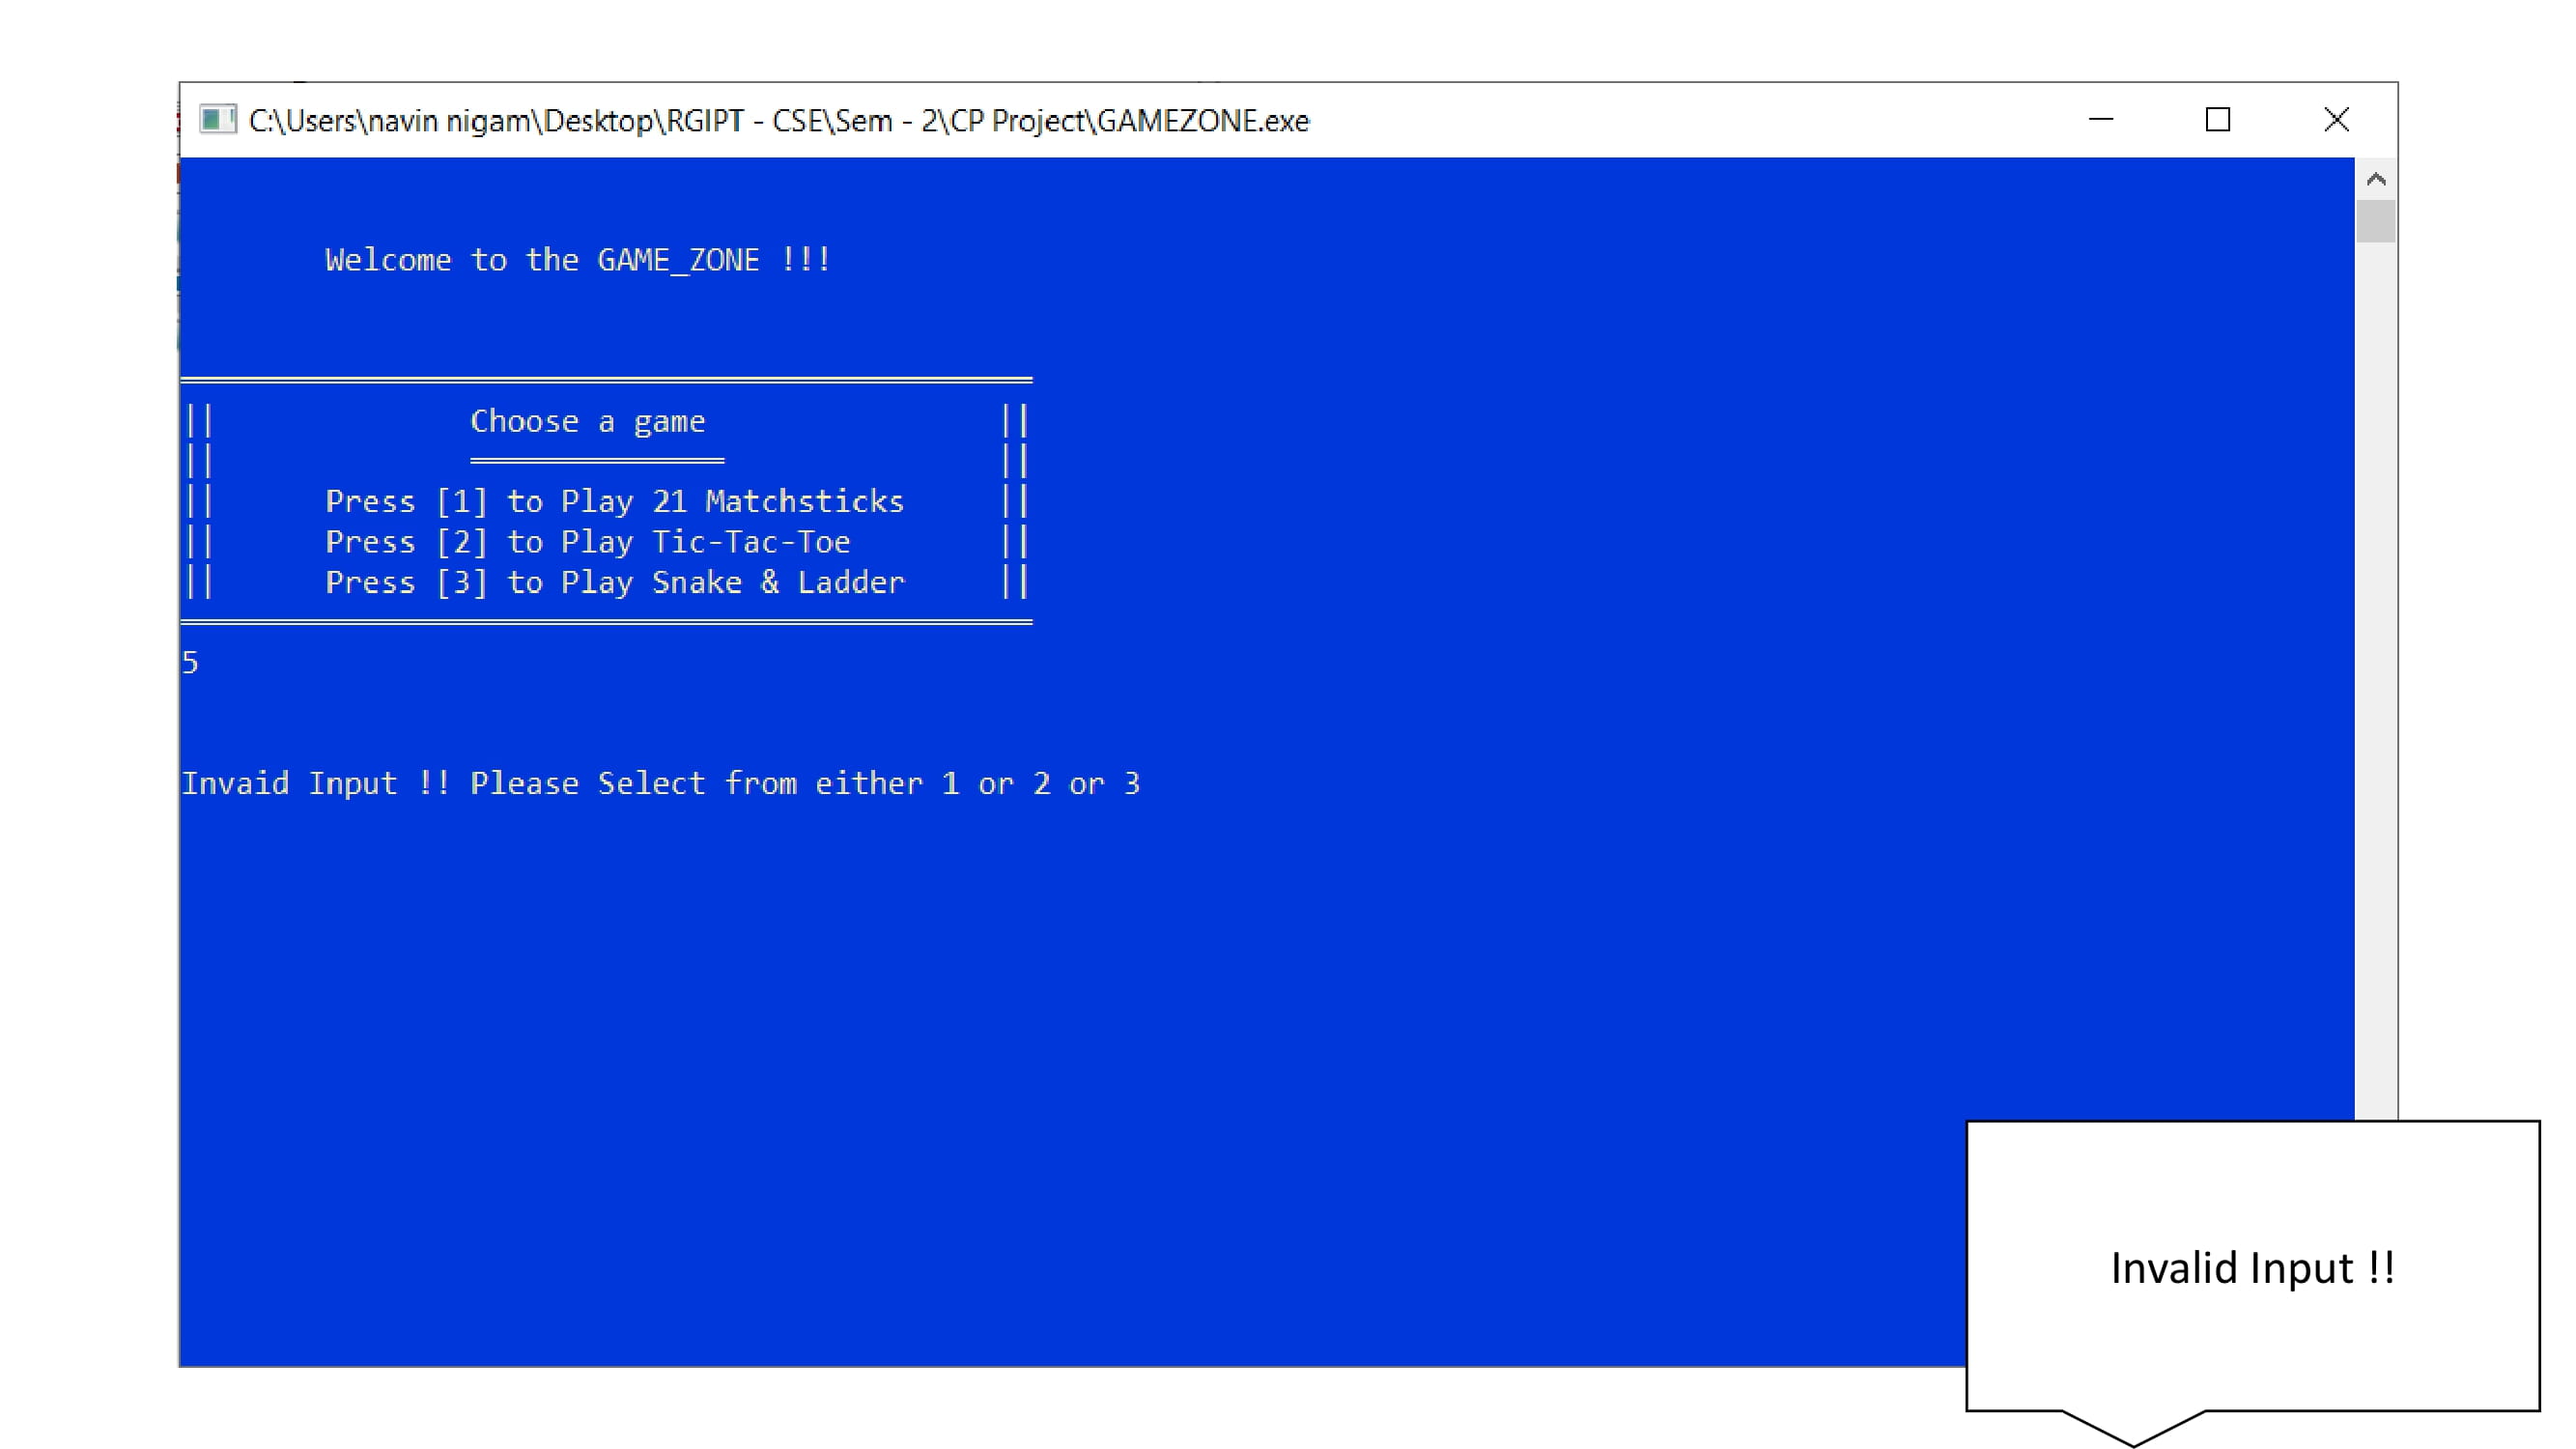 C:\Users\navin nigam\Desktop\RGIPT - CSE\Sem - 2\CP Project\GAMEZONE.exe
Welcome to the GAME_ZONE !!!
|| Choose a game ||
|| ||
|| Press [1] to Play 21 Matchsticks ||
|| Press [2] to Play Tic-Tac-Toe ||
|| Press [3] to Play Snake & Ladder ||
5
Invaid Input !! Please Select from either 1 or 2 or 3
Invalid Input !!